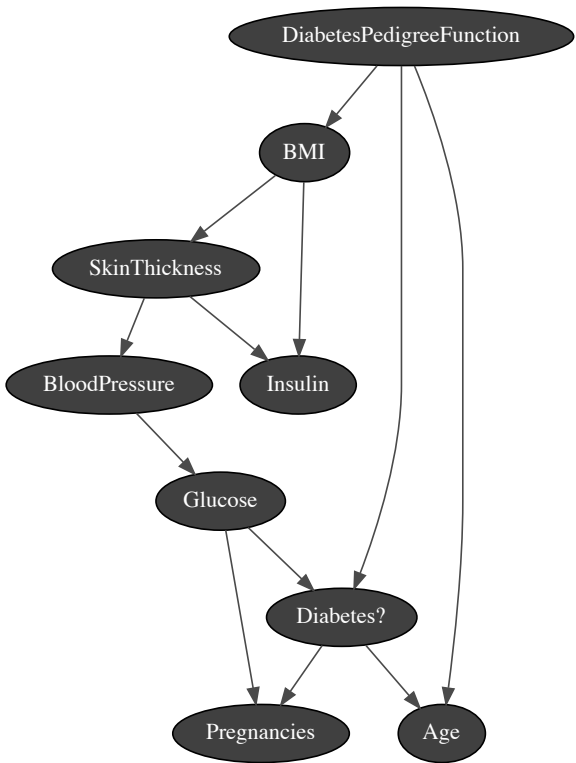 DiabetesPedigreeFunction
BMI
SkinThickness
BloodPressure
Insulin
Glucose
Diabetes?
Pregnancies
Age